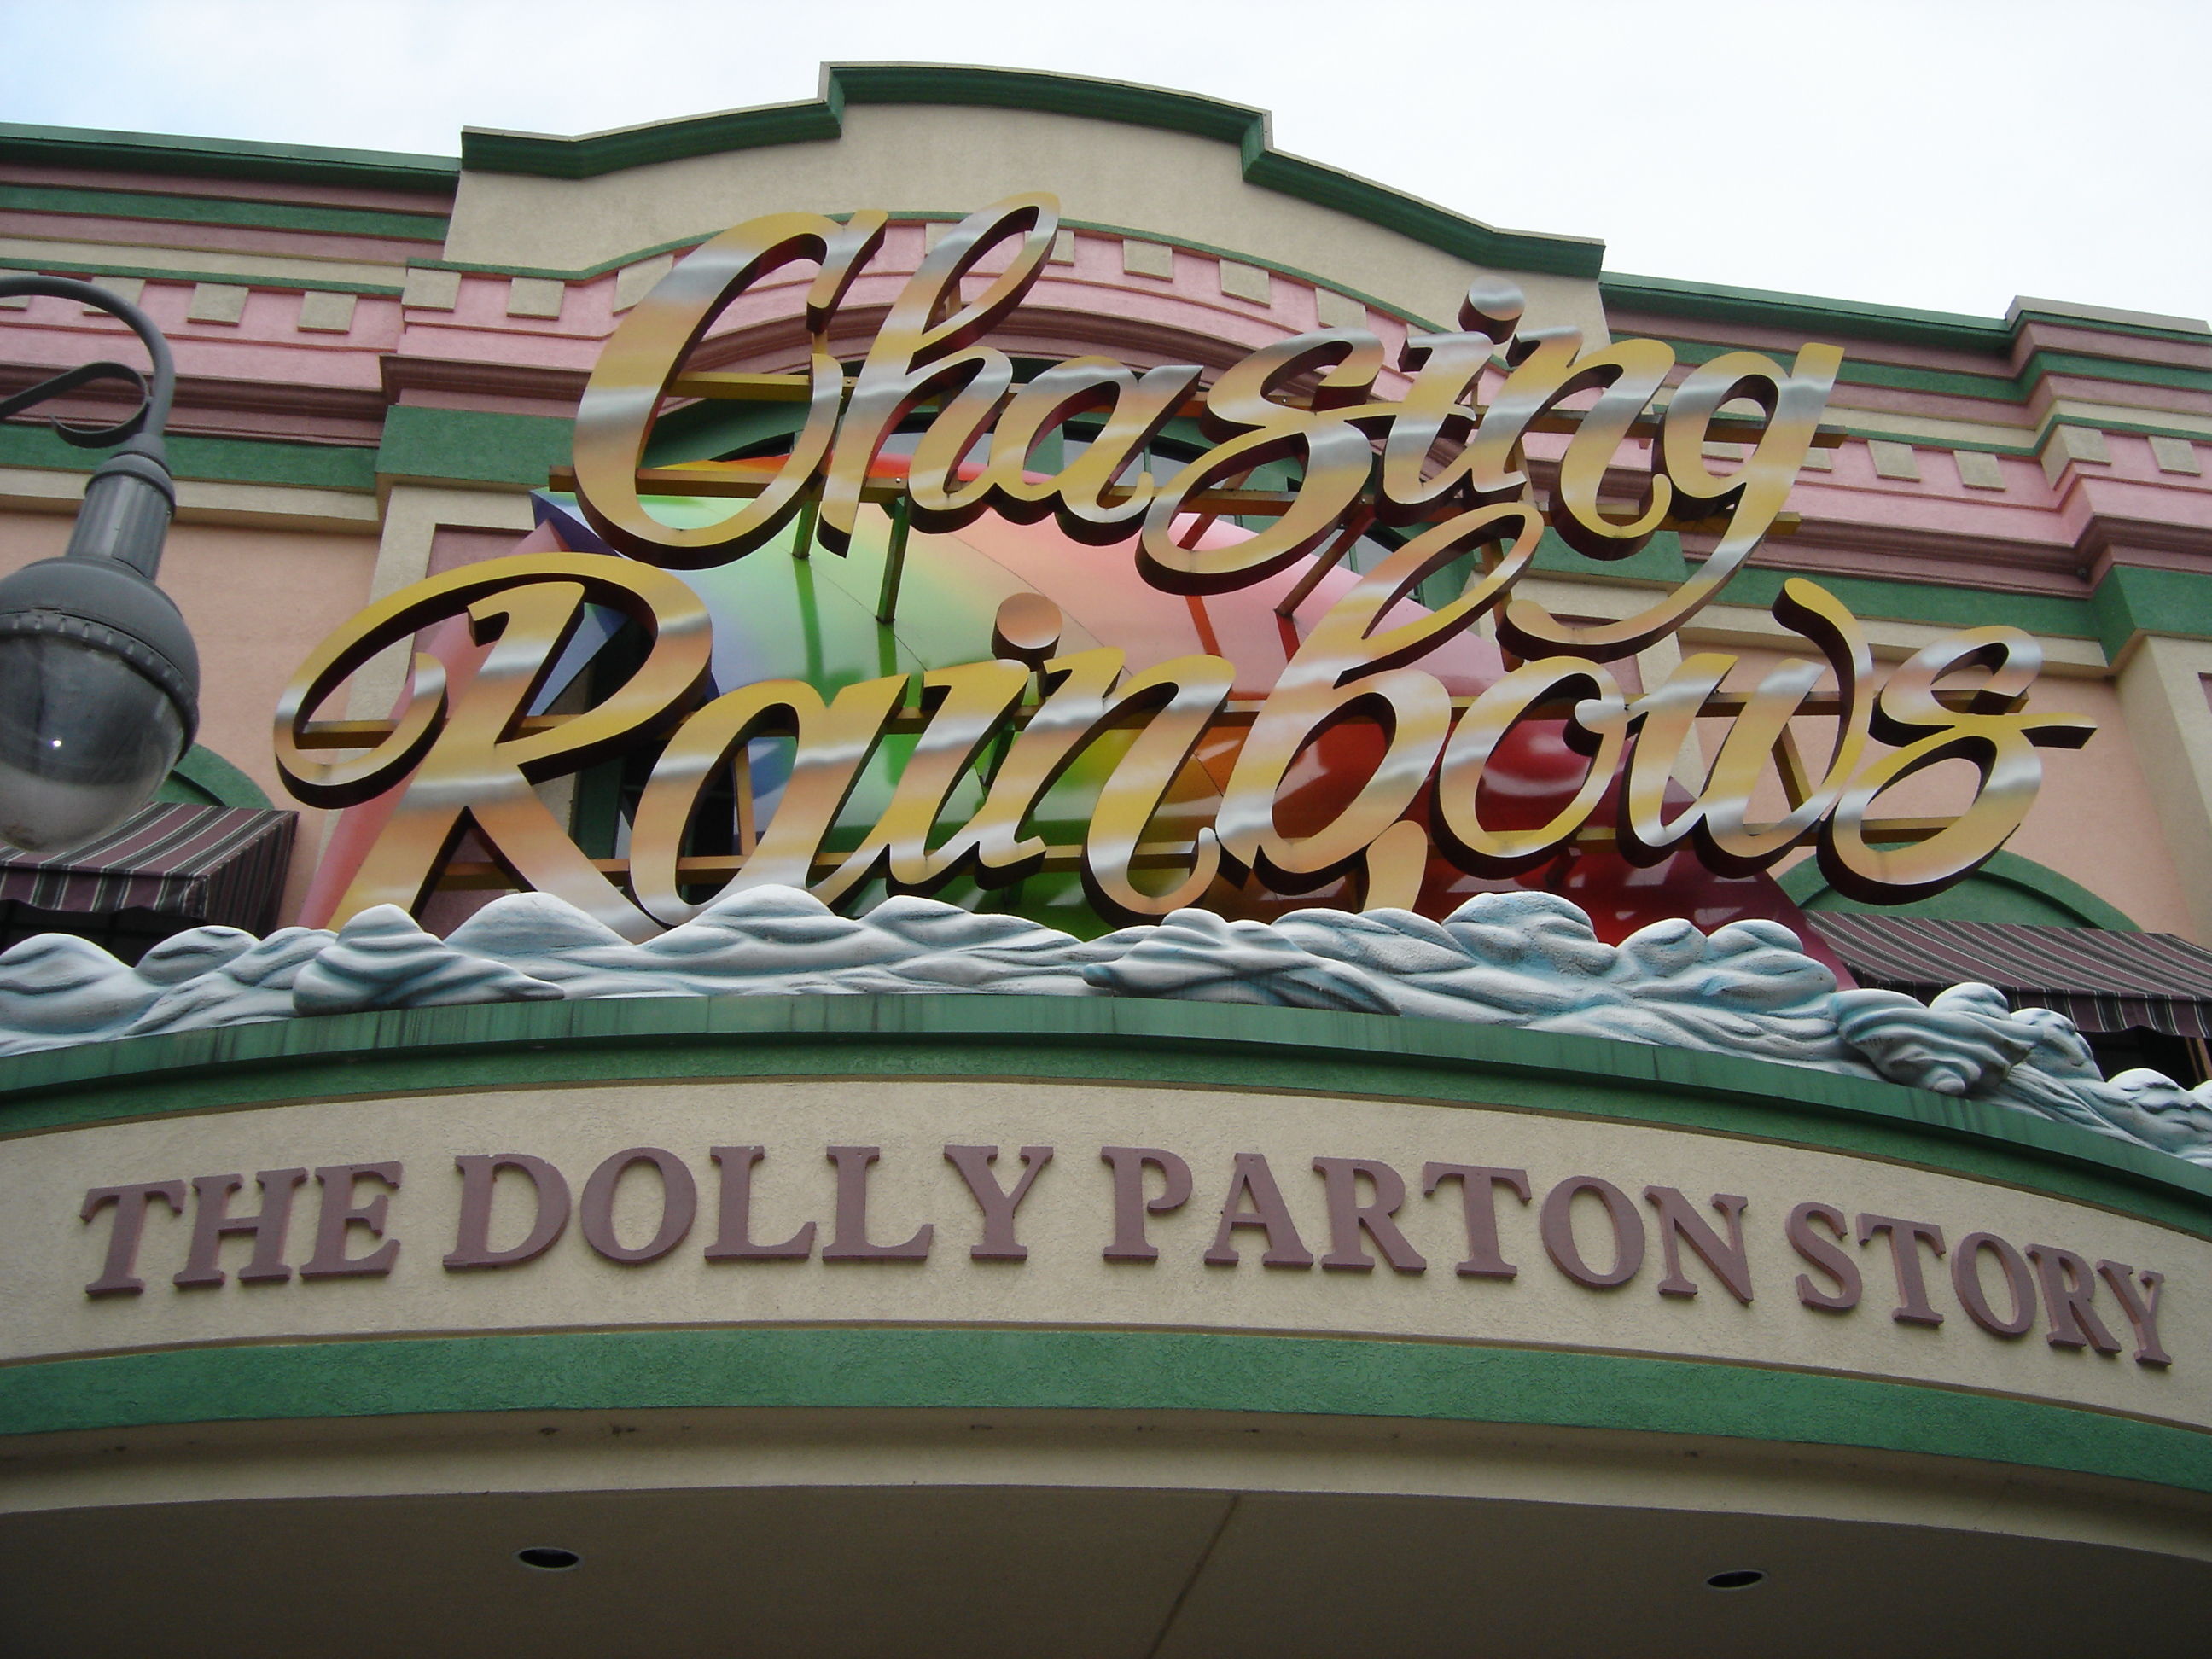 Chasing
Rainbows
THE DOLLY PARTON STORY